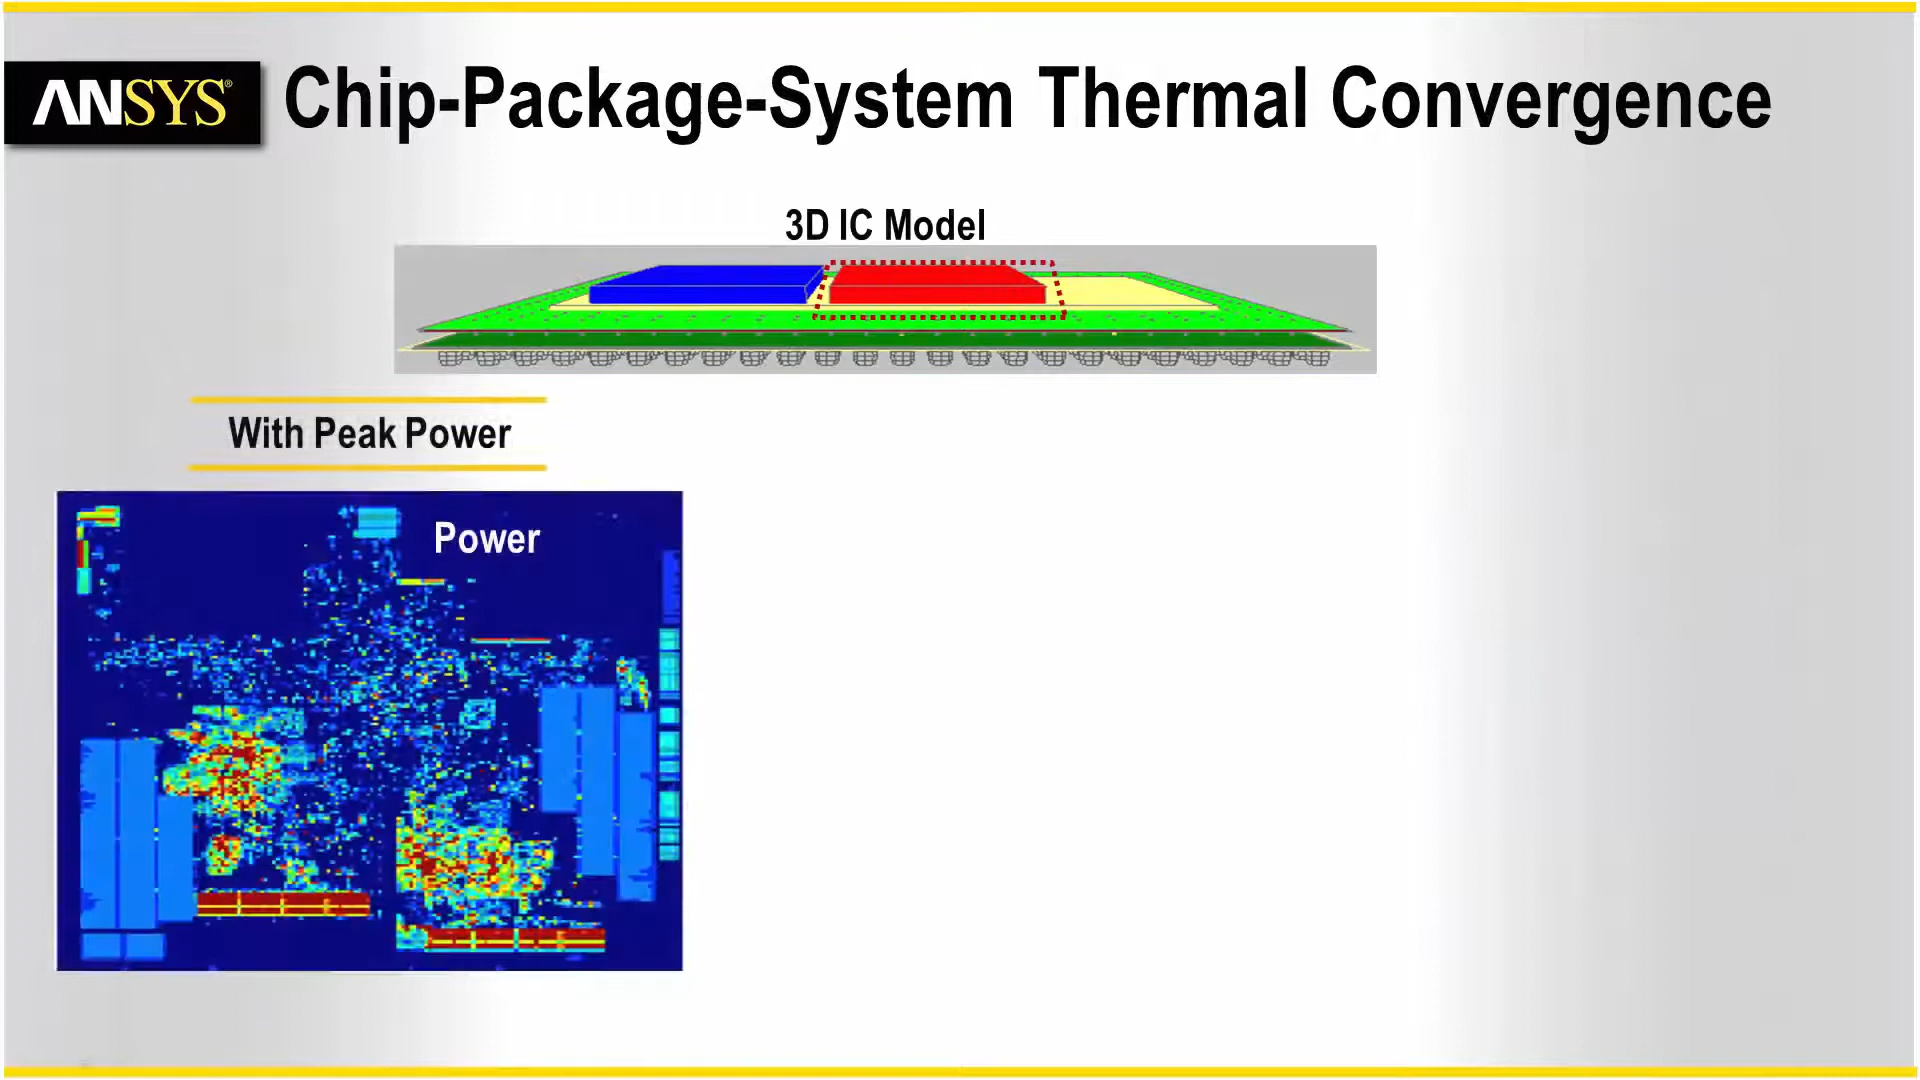 ANSYS®
Chip-Package-System Thermal Convergence
3D IC Model
With Peak Power
Power